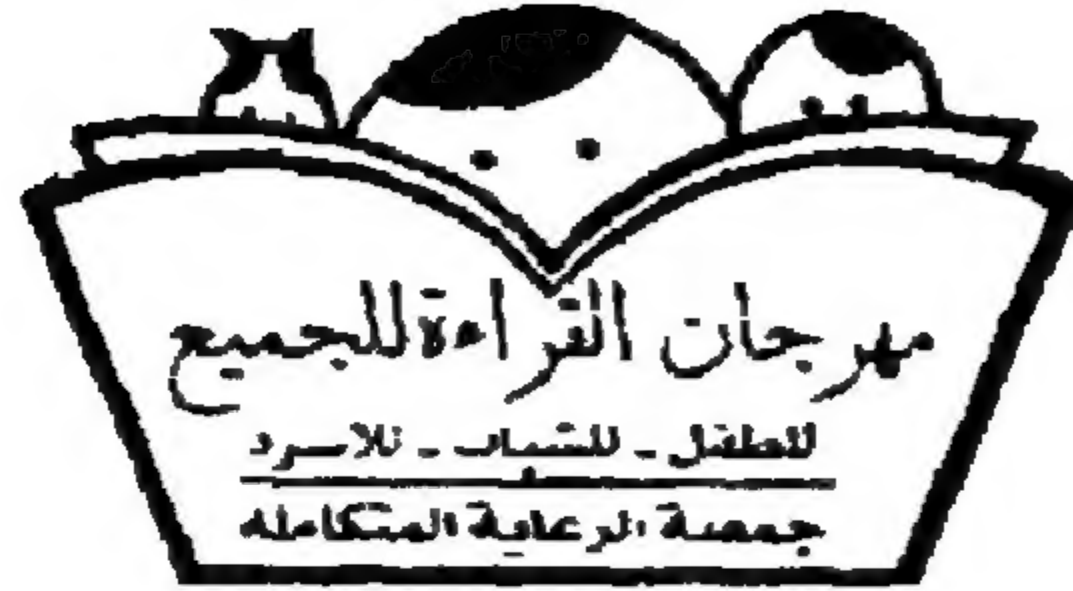 مهرجان القراءة للجميع
للطفل - للشباب - للاسرة
جمعية الرعاية المتكاملة